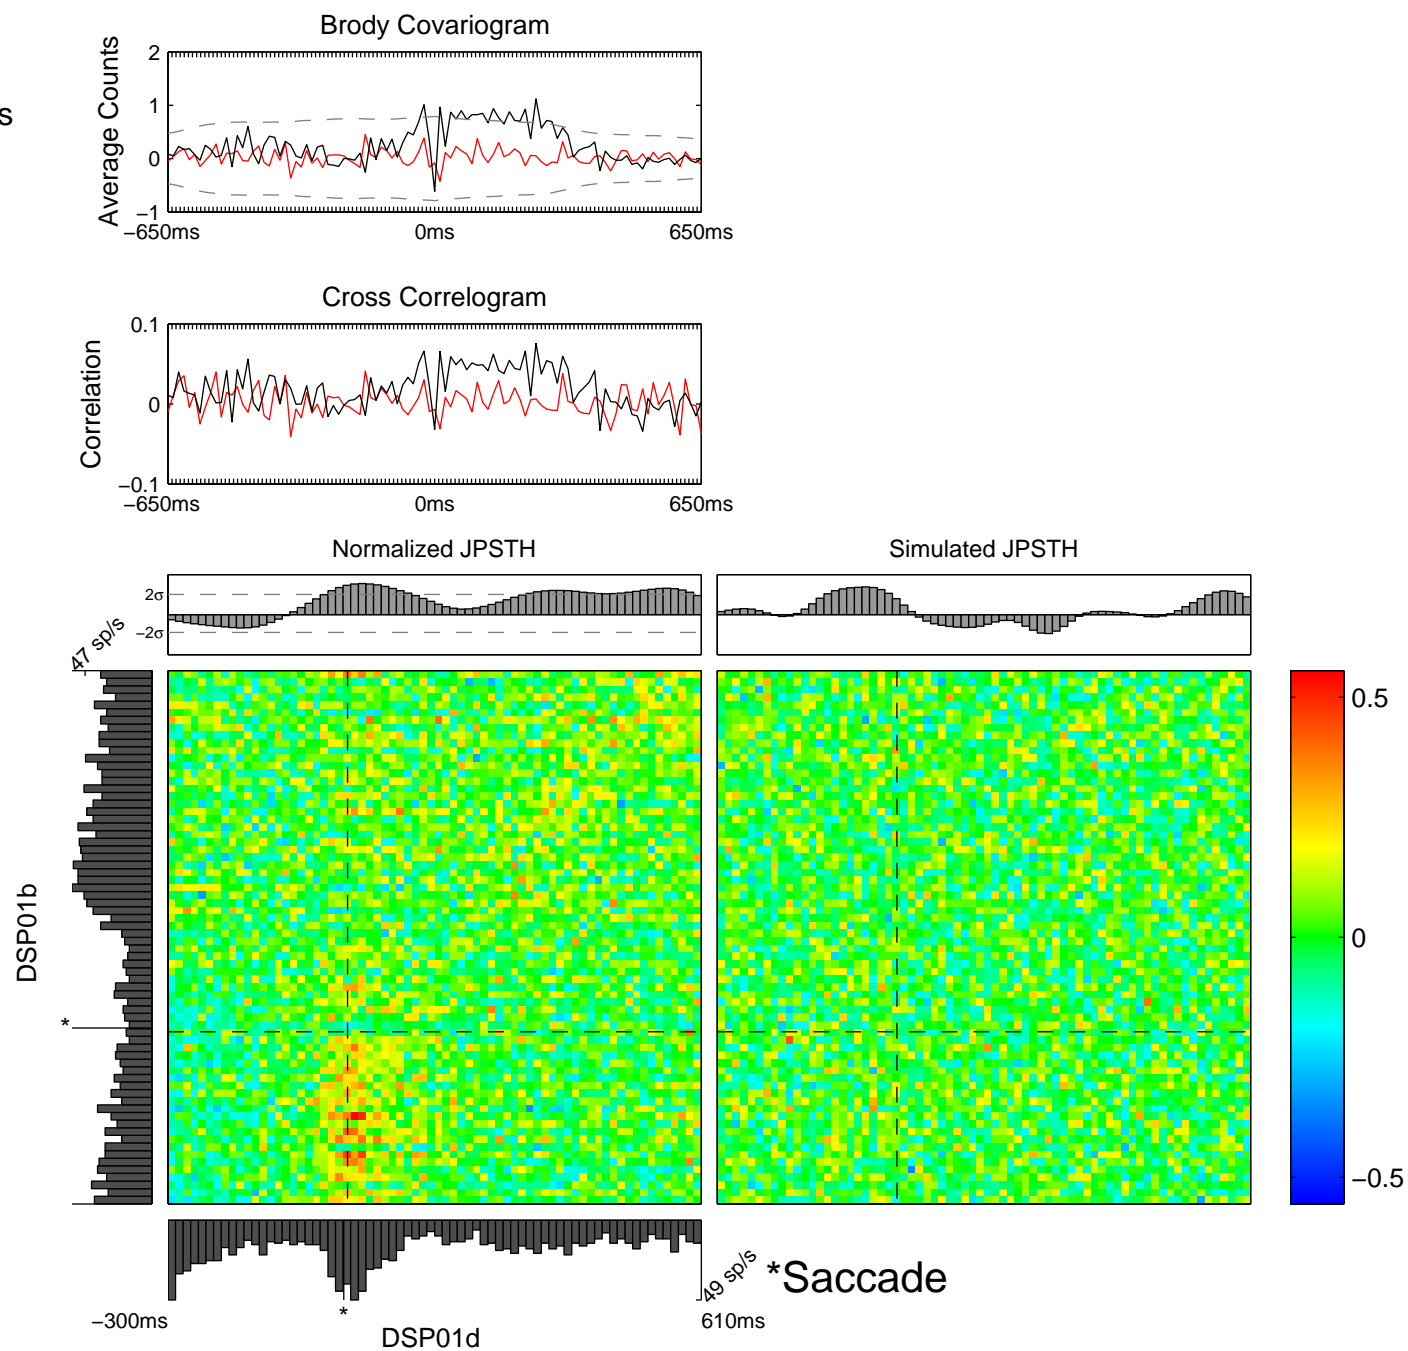 Brody Covariogram
s
Average Counts
2
1
0
−1
−650ms
0ms
650ms
Cross Correlogram
Correlation
0.1
0
−0.1
−650ms
0ms
650ms
Normalized JPSTH
Simulated JPSTH
2σ
−2σ
47 sp/s
DSP01b
*
0.5
0
−0.5
49 sp/s
*Saccade
*
−300ms
610ms
DSP01d